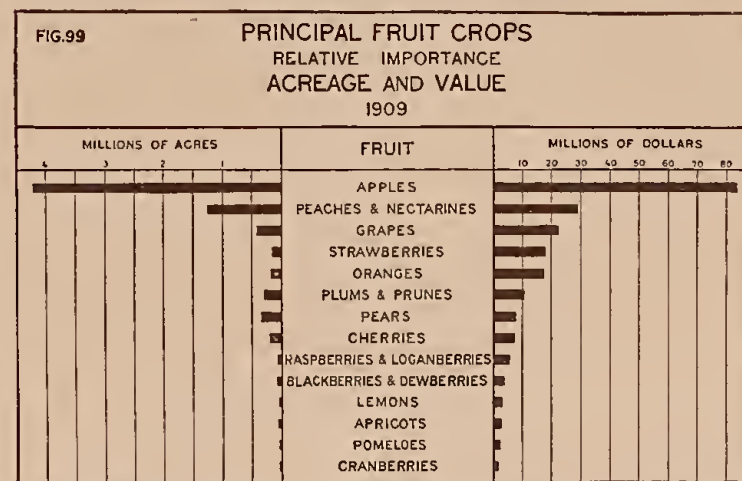 FIG.99
PRINCIPAL FRUIT CROPS
RELATIVE IMPORTANCE
ACREAGE AND VALUE
1909
MILLIONS OF ACRES
FRUIT
MILLIONS OF DOLLARS
4 3 2 1
10 20 30 40 50 60 70 80
APPLES
PEACHES & NECTARINES
GRAPES
STRAWBERRIES
ORANGES
PLUMS & PRUNES
PEARS
CHERRIES
RASPBERRIES & LOGANBERRIES
BLACKBERRIES & DEWBERRIES
LEMONS
APRICOTS
POMELOES
CRANBERRIES